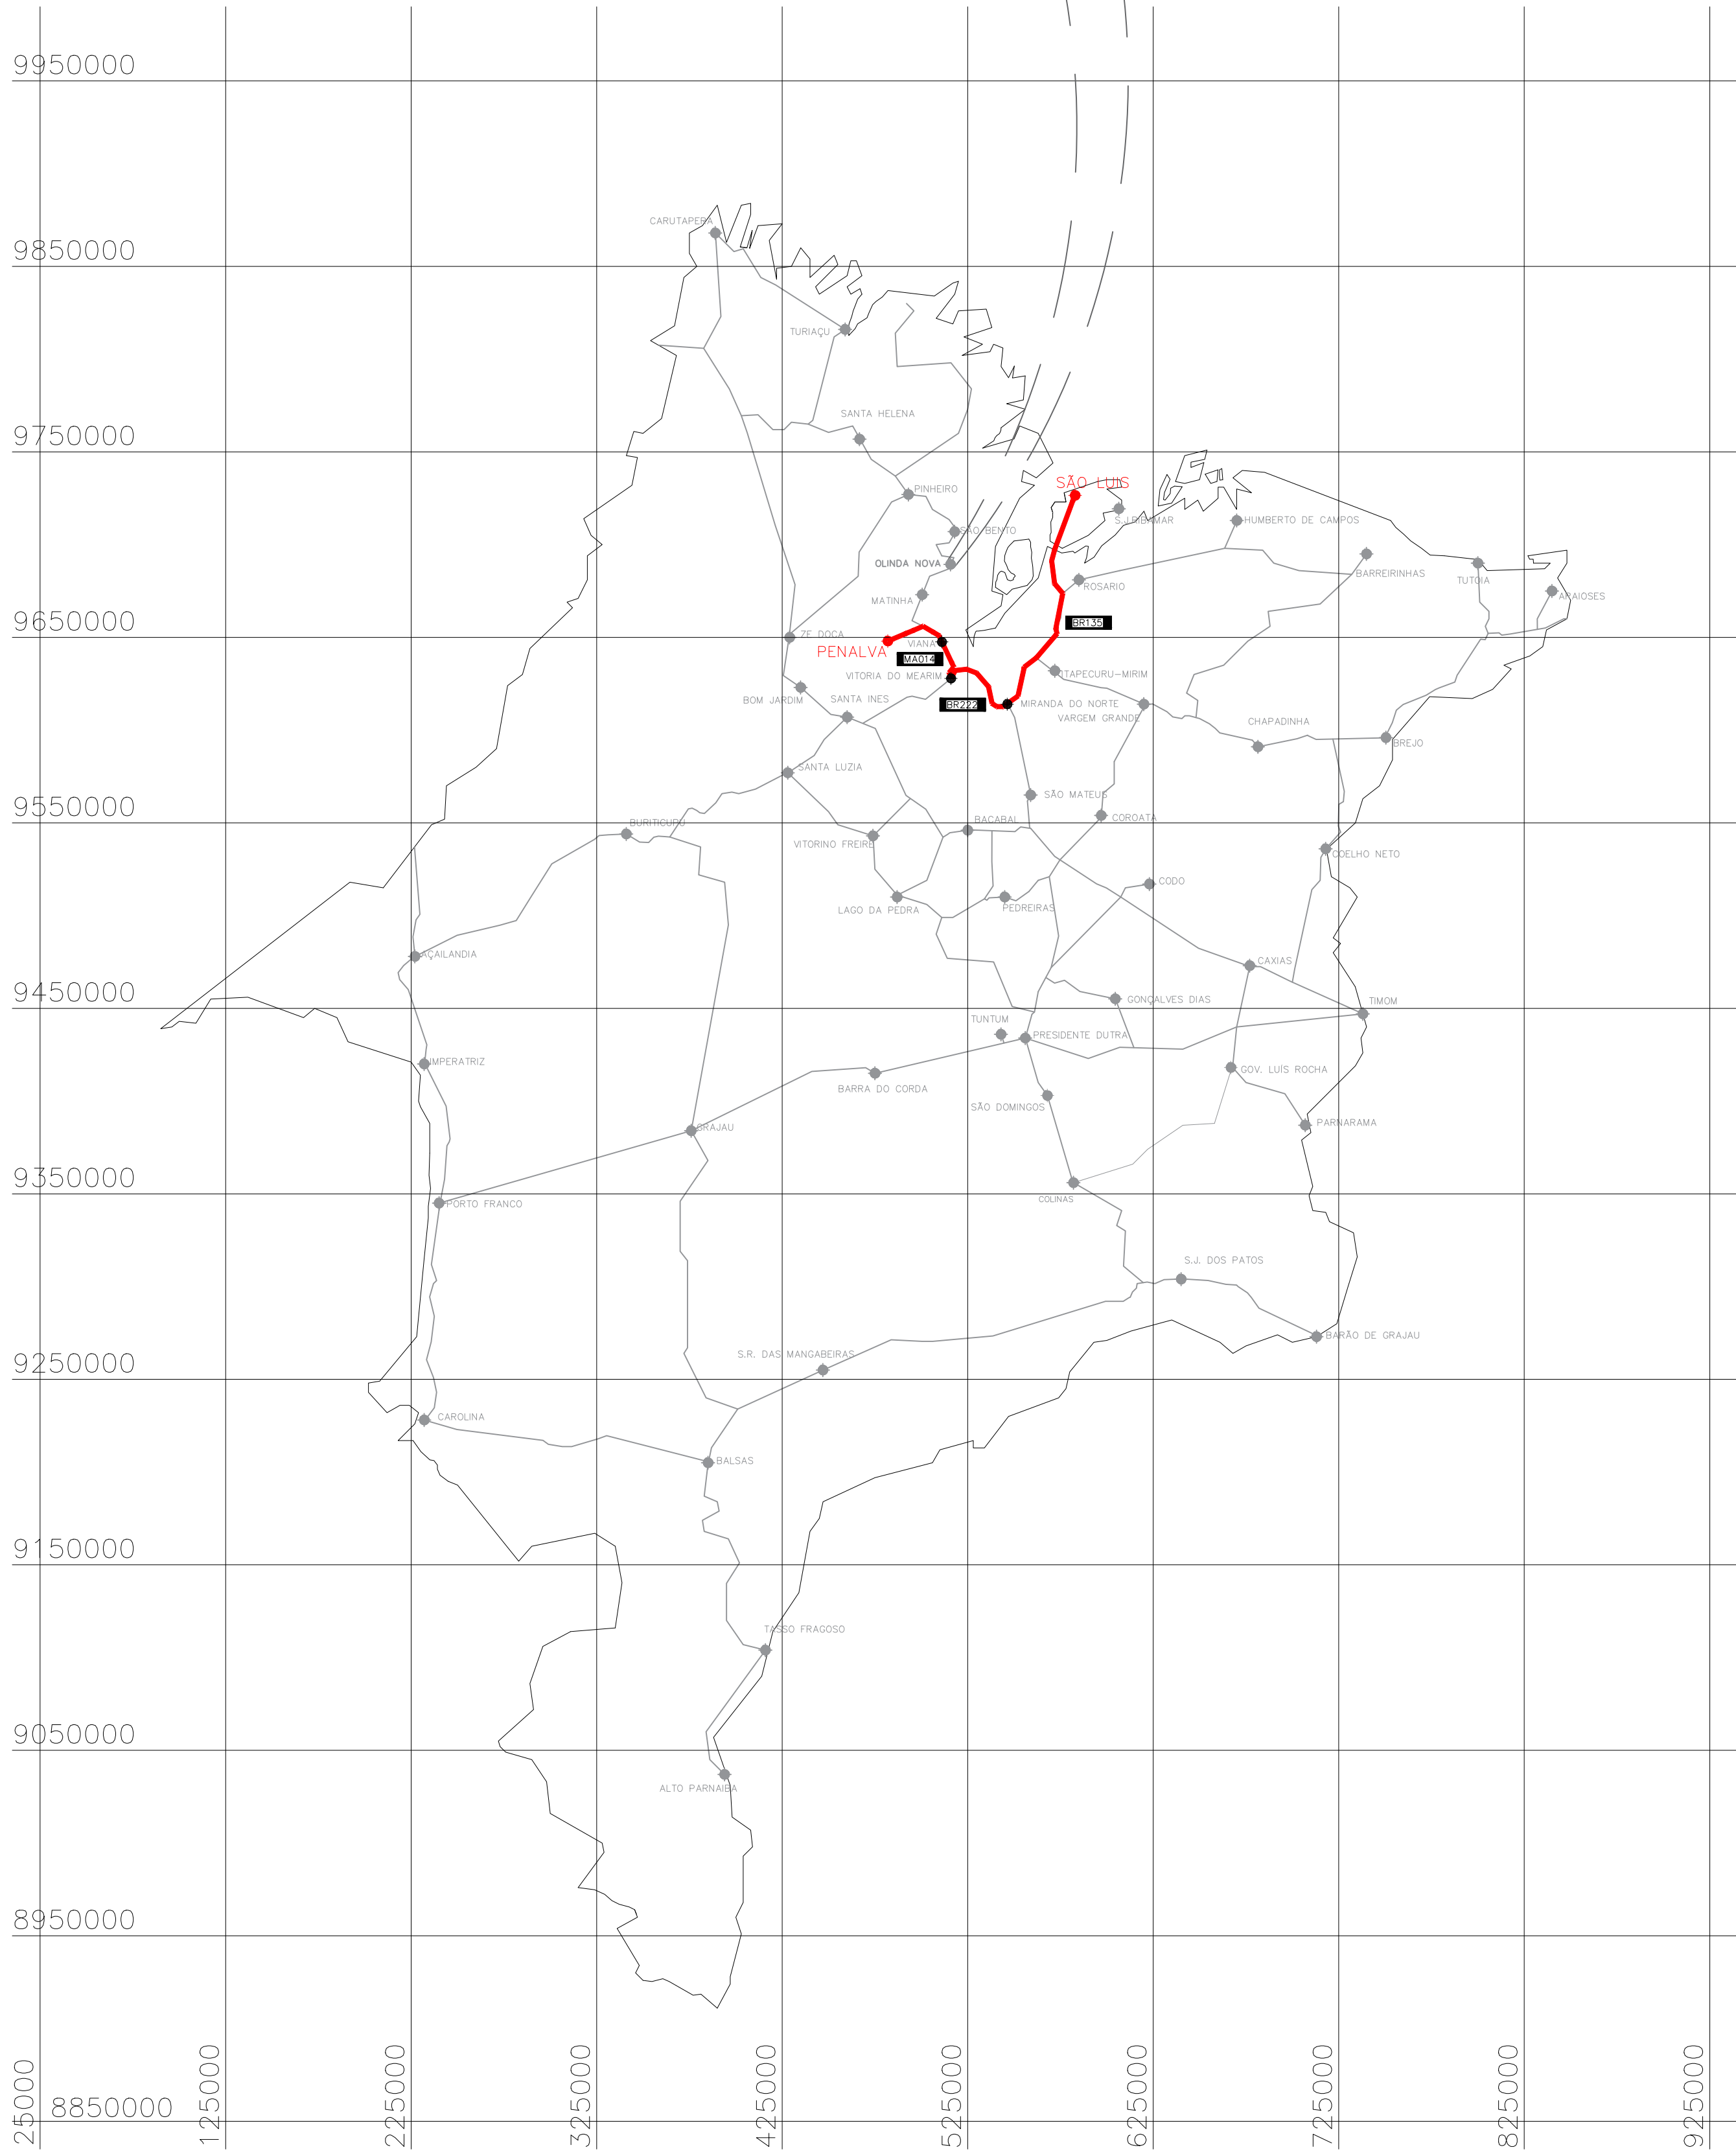 9950000
CARUTAPERA
9850000
TURIAÇU
SANTA HELENA
9750000
PINHEIRO
SÃO LUIS
S.J.RIBAMAR
HUMBERTO DE CAMPOS
SÃO BENTO
OLINDA NOVA
BARREIRINHAS
TUTOIA
ROSARIO
ARAIOSES
MATINHA
BR135
9650000
ZE DOCA
VIANA
PENALVA
MA014
VITORIA DO MEARIM
ITAPECURU-MIRIM
BOM JARDIM
SANTA INES
BR222
MIRANDA DO NORTE
VARGEM GRANDE
CHAPADINHA
BREJO
SANTA LUZIA
SÃO MATEUS
9550000
BURITICUPU
BACABAL
COROATA
VITORINO FREIRE
COELHO NETO
CODO
LAGO DA PEDRA
PEDREIRAS
AÇAILANDIA
CAXIAS
9450000
GONÇALVES DIAS
TIMOM
TUNTUM
PRESIDENTE DUTRA
IMPERATRIZ
GOV. LUÍS ROCHA
BARRA DO CORDA
SÃO DOMINGOS
GRAJAU
PARNARAMA
9350000
COLINAS
PORTO FRANCO
S.J. DOS PATOS
BARÃO DE GRAJAU
S.R. DAS MANGABEIRAS
9250000
CAROLINA
BALSAS
9150000
TASSO FRAGOSO
9050000
ALTO PARNAIBA
8950000
8850000
25000
125000
225000
325000
425000
525000
625000
725000
825000
925000